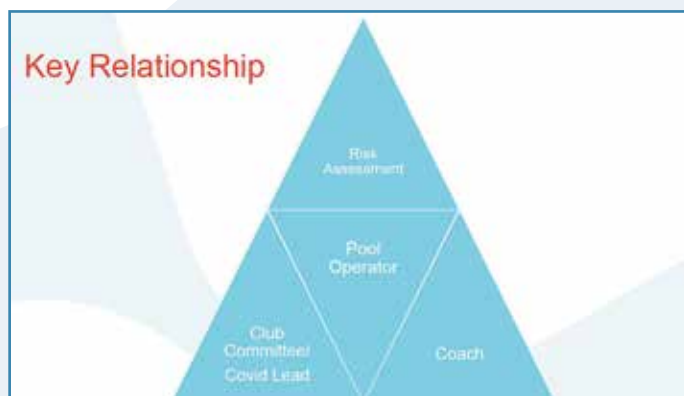 Key Relationship
Risk
Assessment
Pool
Operator
Club
Committee/
Covid Lead
Coach